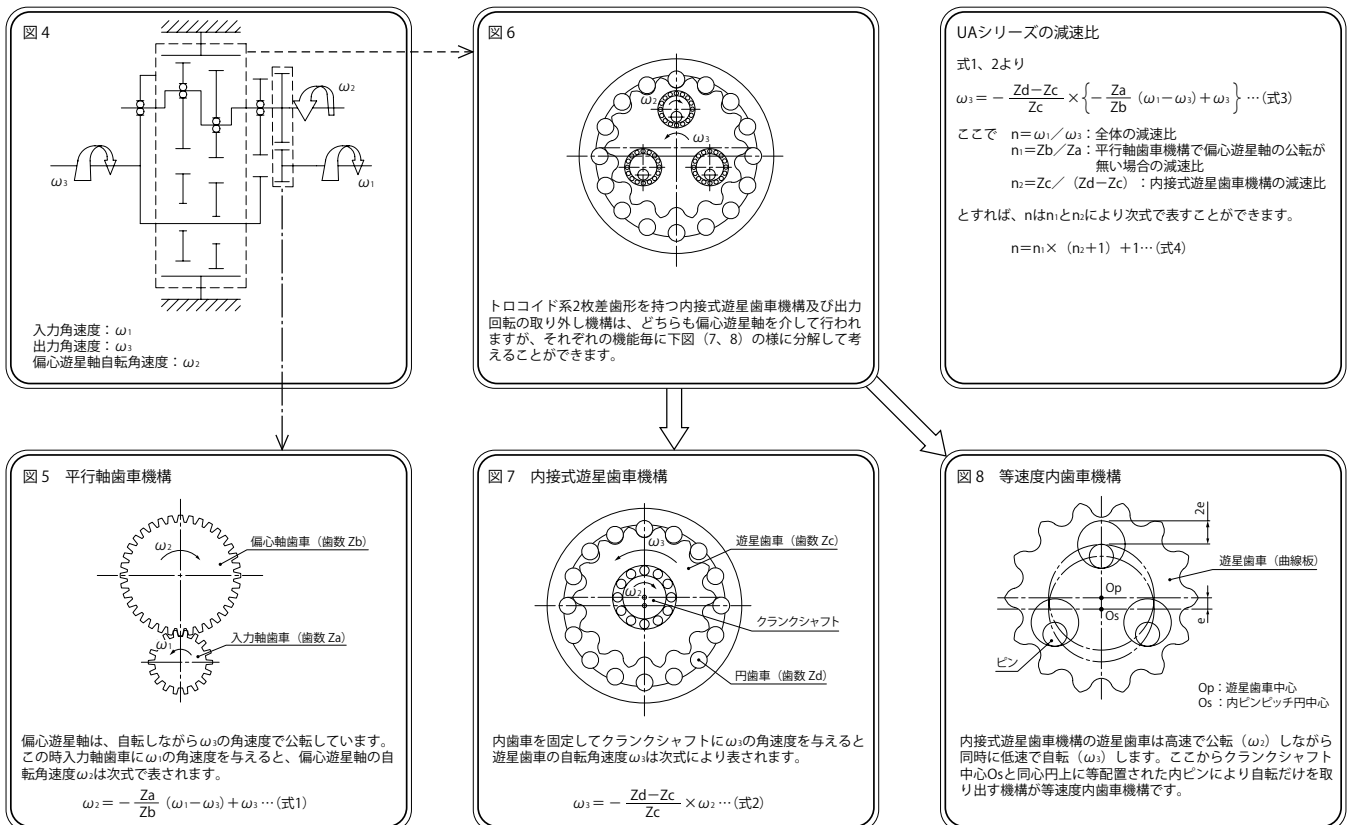 図4
ω₂
ω₃
ω₁
入力角速度：ω₁
出力角速度：ω₃
偏心遊星軸自転角速度：ω₂
図6
ω₂
ω₃
トロコイド系2枚差歯形を持つ内接式遊星歯車機構及び出力
回転の取り外し機構は、どちらも偏心遊星軸を介して行われ
ますが、それぞれの機能毎に下図（7、8）の様に分解して考
えることができます。
UAシリーズの減速比
式1、2より
ω₃＝－ Zd－Zc/Zc ×{－ Za/Zb (ω₁－ω₃)＋ω₃} …(式3)
ここで　n＝ω₁／ω₃：全体の減速比
n₁＝Zb／Za：平行軸歯車機構で偏心遊星軸の公転が
無い場合の減速比
n₂＝Zc／（Zd－Zc）：内接式遊星歯車機構の減速比
とすれば、nはn₁とn₂により次式で表すことができます。
n＝n₁×（n₂＋1）＋1…(式4)
図5　平行軸歯車機構
ω₂
偏心軸歯車（歯数 Zb）
入力軸歯車（歯数 Za）
ω₁
偏心遊星軸は、自転しながらω₃の角速度で公転しています。
この時入力軸歯車にω₁の角速度を与えると、偏心遊星軸の自
転角速度ω₂は次式で表されます。
ω₂＝－ Za/Zb (ω₁－ω₃)＋ω₃ …(式1)
図7　内接式遊星歯車機構
ω₃
遊星歯車（歯数 Zc）
ω₂
クランクシャフト
円歯車（歯数 Zd）
内歯車を固定してクランクシャフトにω₃の角速度を与えると
遊星歯車の自転角速度ω₃は次式により表されます。
ω₃＝－ Zd－Zc/Zc ×ω₂ …(式2)
図8　等速度内歯車機構
2e
遊星歯車（曲線板）
Op
Os
e
ピン
Op：遊星歯車中心
Os：内ピンピッチ円中心
内接式遊星歯車機構の遊星歯車は高速で公転（ω₂）しながら
同時に低速で自転（ω₃）します。ここからクランクシャフト
中心Osと同心円上に等配置された内ピンにより自転だけを取
り出す機構が等速度内歯車機構です。